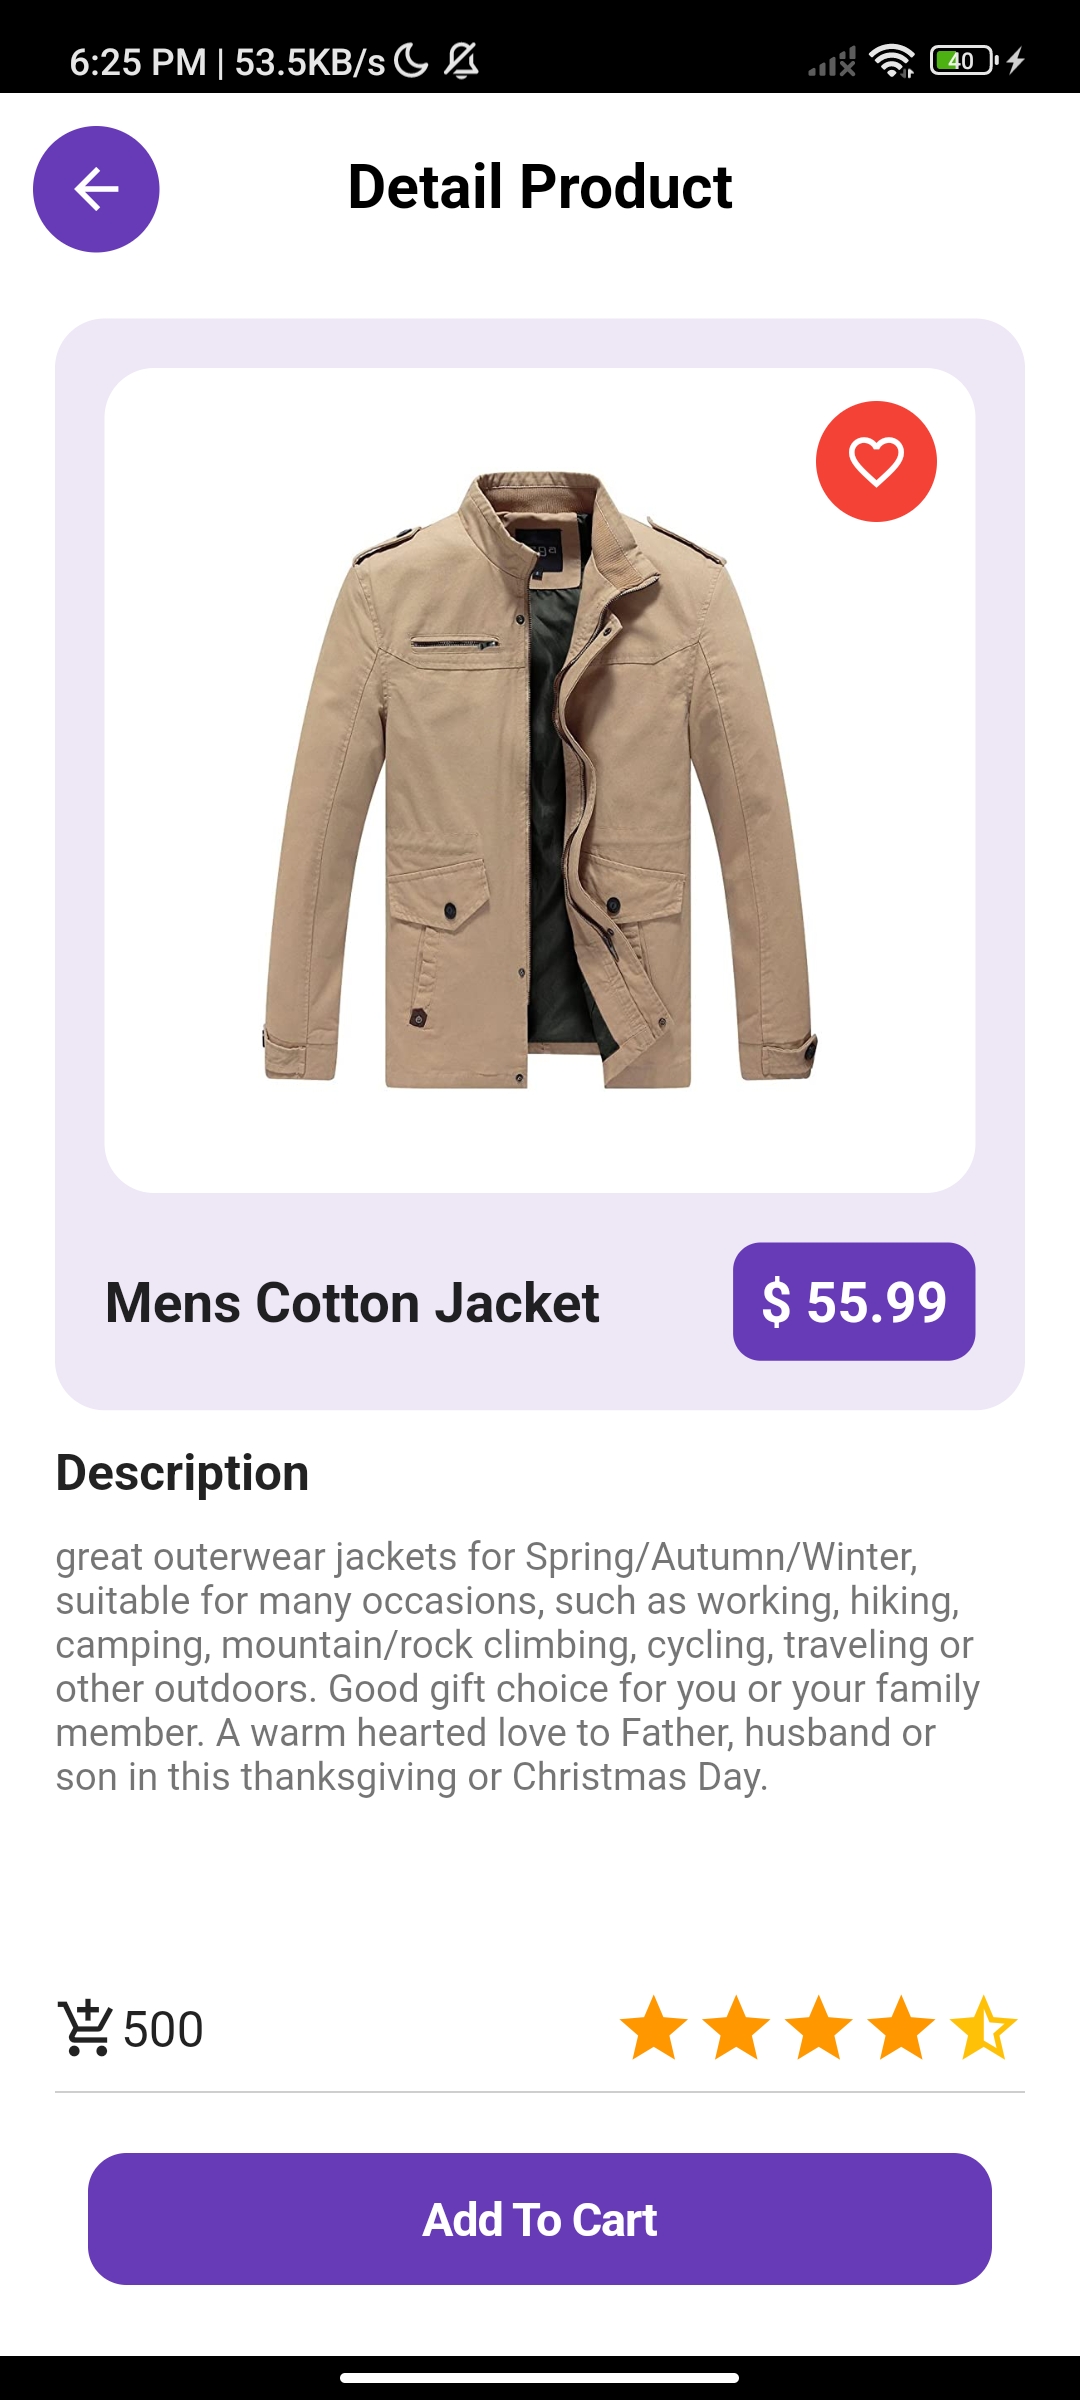 6:25 PM | 53.5KB/s
40
Detail Product
Mens Cotton Jacket
$ 55.99
Description
great outerwear jackets for Spring/Autumn/Winter,
suitable for many occasions, such as working, hiking,
camping, mountain/rock climbing, cycling, traveling or
other outdoors. Good gift choice for you or your family
member. A warm hearted love to Father, husband or
son in this thanksgiving or Christmas Day.
500
Add To Cart